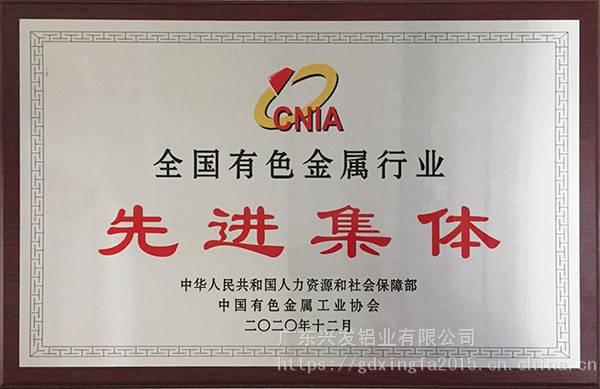 CNIA
全国有色金属行业
先进集体
中华人民共和国人力资源和社会保障部
中国有色金属工业协会
二〇二〇年十二月
广东兴发铝业有限公司
https://gdxingfa2015.cn.china.cn